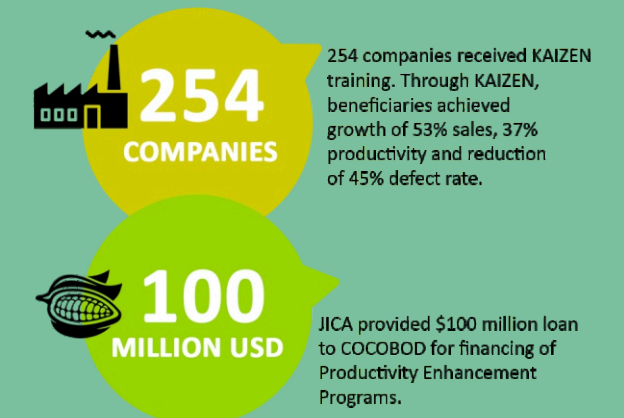 254
COMPANIES
254 companies received KAIZEN
training. Through KAIZEN,
beneficiaries achieved
growth of 53% sales, 37%
productivity and reduction
of 45% defect rate.
100
MILLION USD
JICA provided $100 million loan
to COCOBOD for financing of
Productivity Enhancement
Programs.